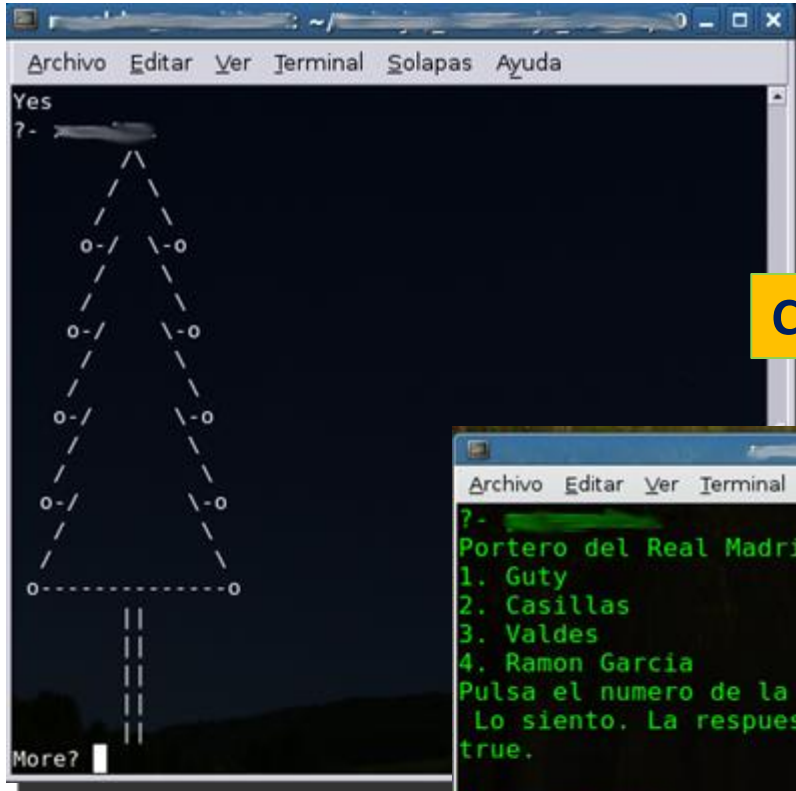 : ~/
Archivo Editar Ver Terminal Solapas Ayuda
Yes
?-
/\
/ \
/ \
o-/ \-o
/ \
/ \
o-/ \-o
/ \
/ \
o-/ \-o
/ \
/ \
o-/ \-o
/ \
/ \
o--------------o
||
||
||
||
||
More?
Archivo Editar Ver Terminal
?-
Portero del Real Madri
1. Guty
2. Casillas
3. Valdes
4. Ramon Garcia
Pulsa el numero de la
Lo siento. La respues
true.